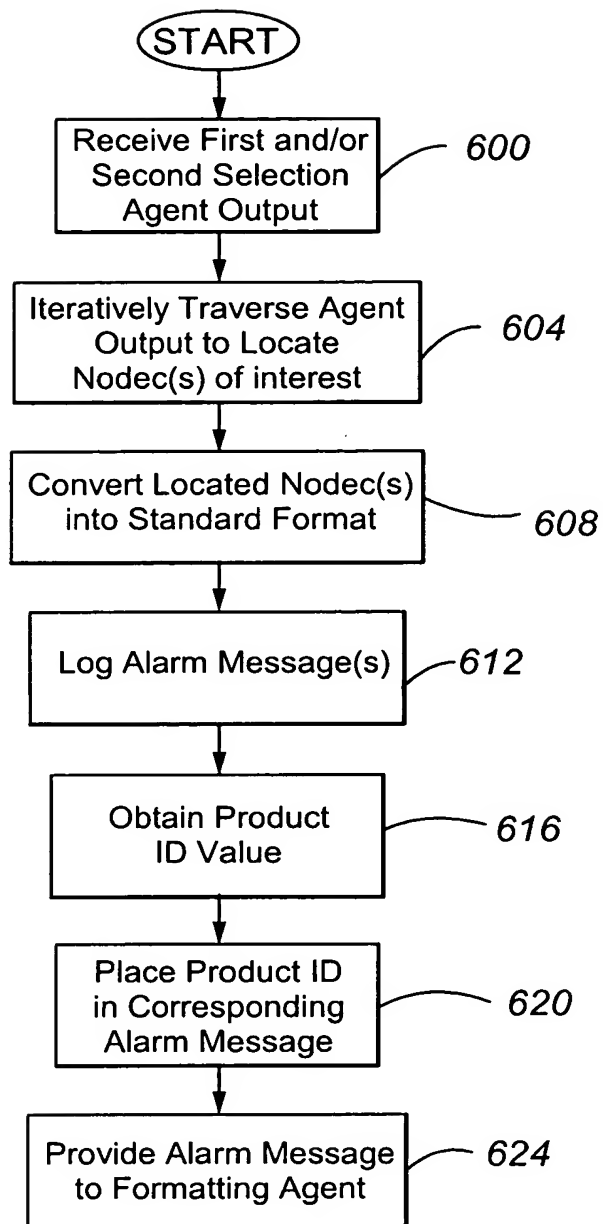 START
Receive First and/or
Second Selection
Agent Output
600
Iteratively Traverse Agent
Output to Locate
Nodec(s) of interest
604
Convert Located Nodec(s)
into Standard Format
608
Log Alarm Message(s)
612
Obtain Product
ID Value
616
Place Product ID
in Corresponding
Alarm Message
620
Provide Alarm Message
to Formatting Agent
624